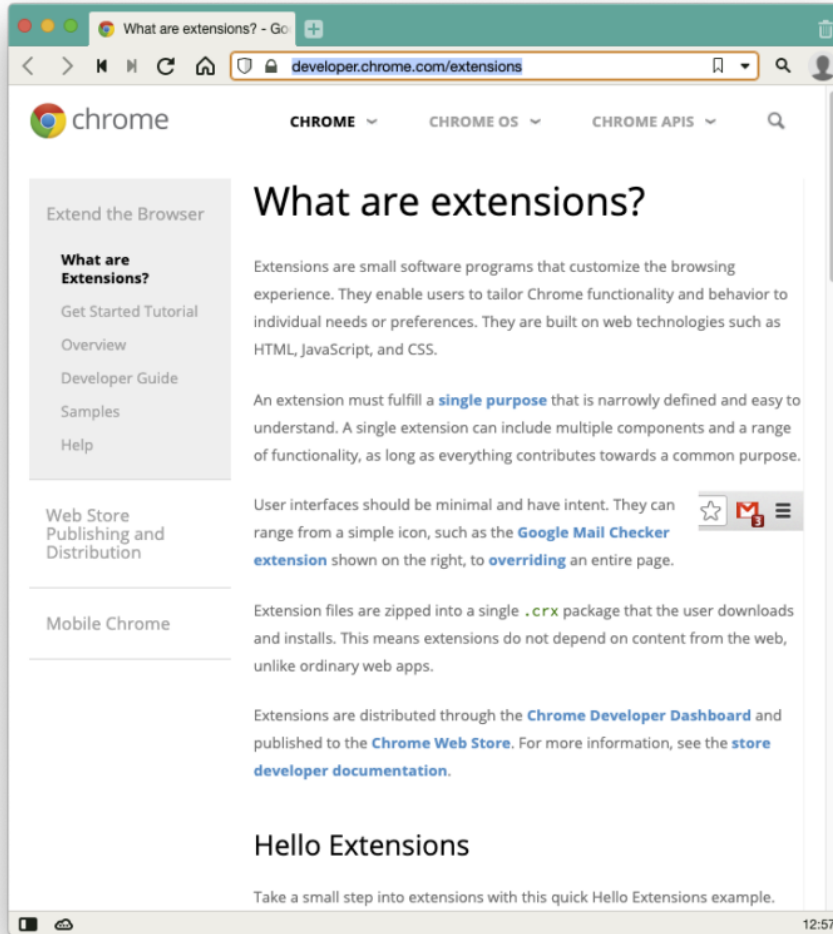 What are extensions? - Goo
developer.chrome.com/extensions
chrome
CHROME
CHROME OS
CHROME APIS
Extend the Browser
What are
Extensions?
Get Started Tutorial
Overview
Developer Guide
Samples
Help
Web Store
Publishing and
Distribution
Mobile Chrome
What are extensions?
Extensions are small software programs that customize the browsing
experience. They enable users to tailor Chrome functionality and behavior to
individual needs or preferences. They are built on web technologies such as
HTML, JavaScript, and CSS.
An extension must fulfill a single purpose that is narrowly defined and easy to
understand. A single extension can include multiple components and a range
of functionality, as long as everything contributes towards a common purpose.
User interfaces should be minimal and have intent. They can
range from a simple icon, such as the Google Mail Checker
extension shown on the right, to overriding an entire page.
3
Extension files are zipped into a single .crx package that the user downloads
and installs. This means extensions do not depend on content from the web,
unlike ordinary web apps.
Extensions are distributed through the Chrome Developer Dashboard and
published to the Chrome Web Store. For more information, see the store
developer documentation.
Hello Extensions
Take a small step into extensions with this quick Hello Extensions example.
12:57